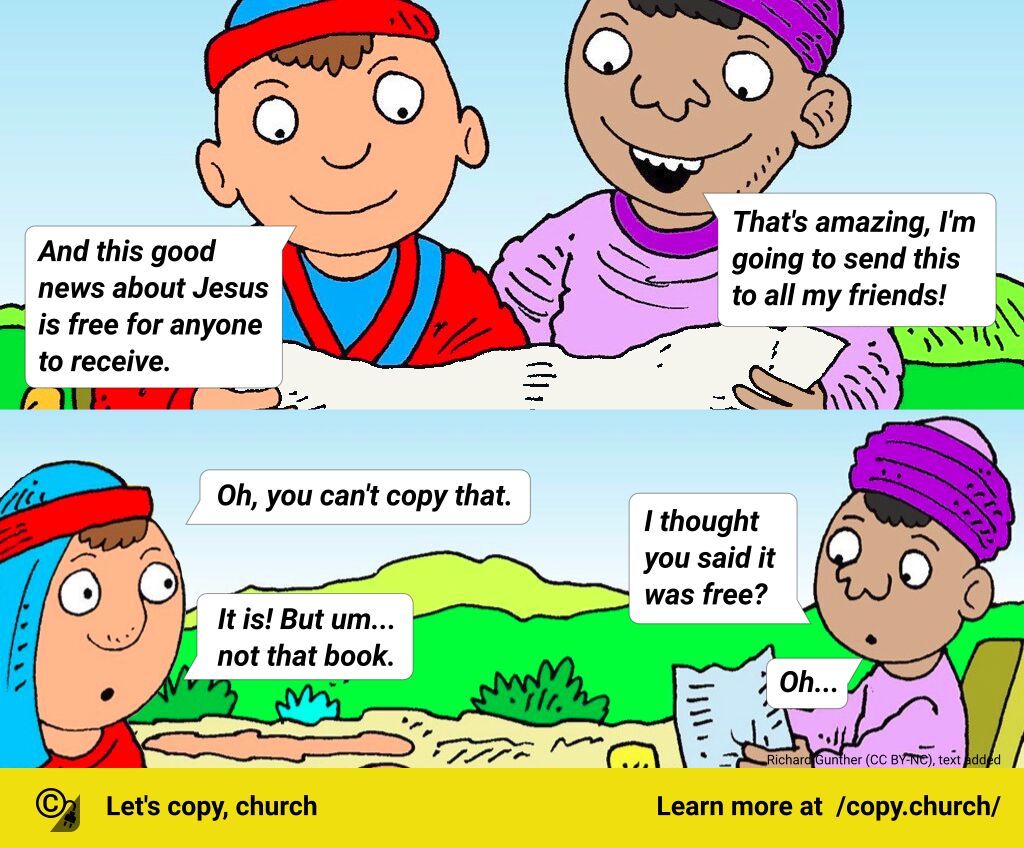 And this good
news about Jesus
is free for anyone
to receive.
That's amazing, I'm
going to send this
to all my friends!
Oh, you can't copy that.
I thought
you said it
was free?
It is! But um...
not that book.
Oh...
Richard Gunther (CC BY-NC), text added
© Let's copy, church
Learn more at /copy.church/